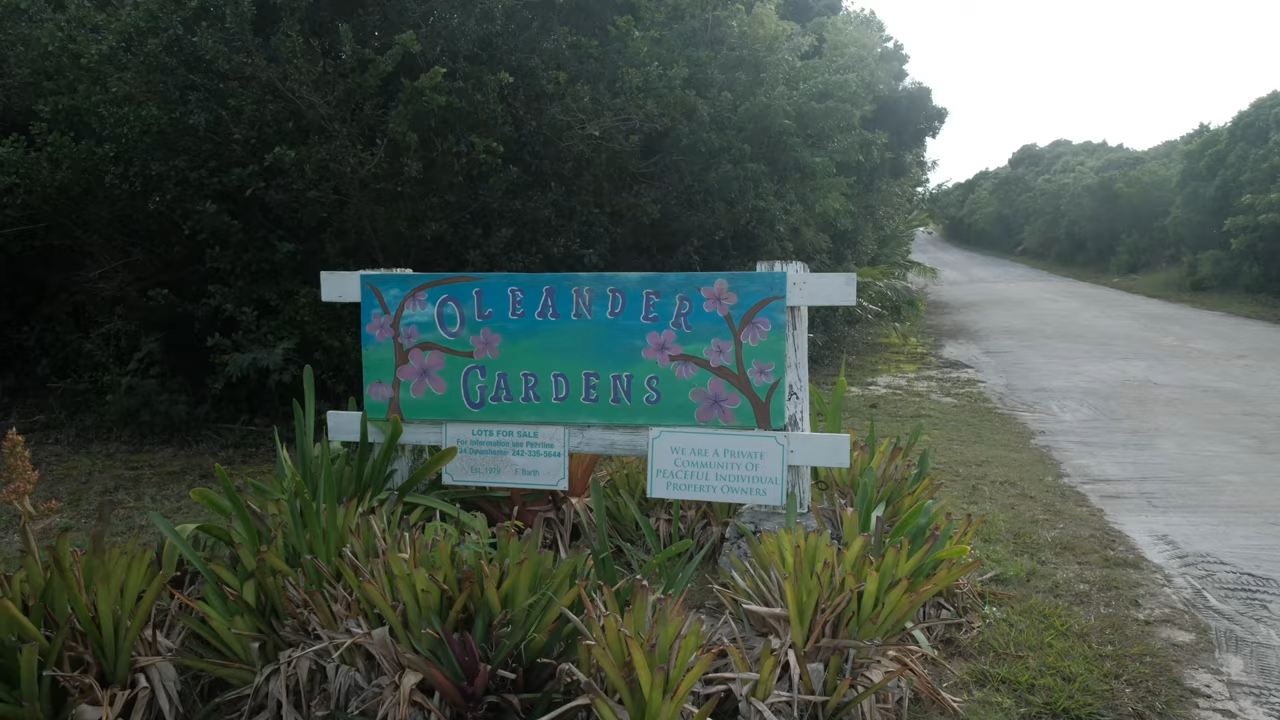 OLEANDER
GARDENS
LOTS FOR SALE
For information see
242-335-5644
Est. 1979 F. Barth
WE ARE A PRIVATE
COMMUNITY OF
PEACEFUL INDIVIDUAL
PROPERTY OWNERS